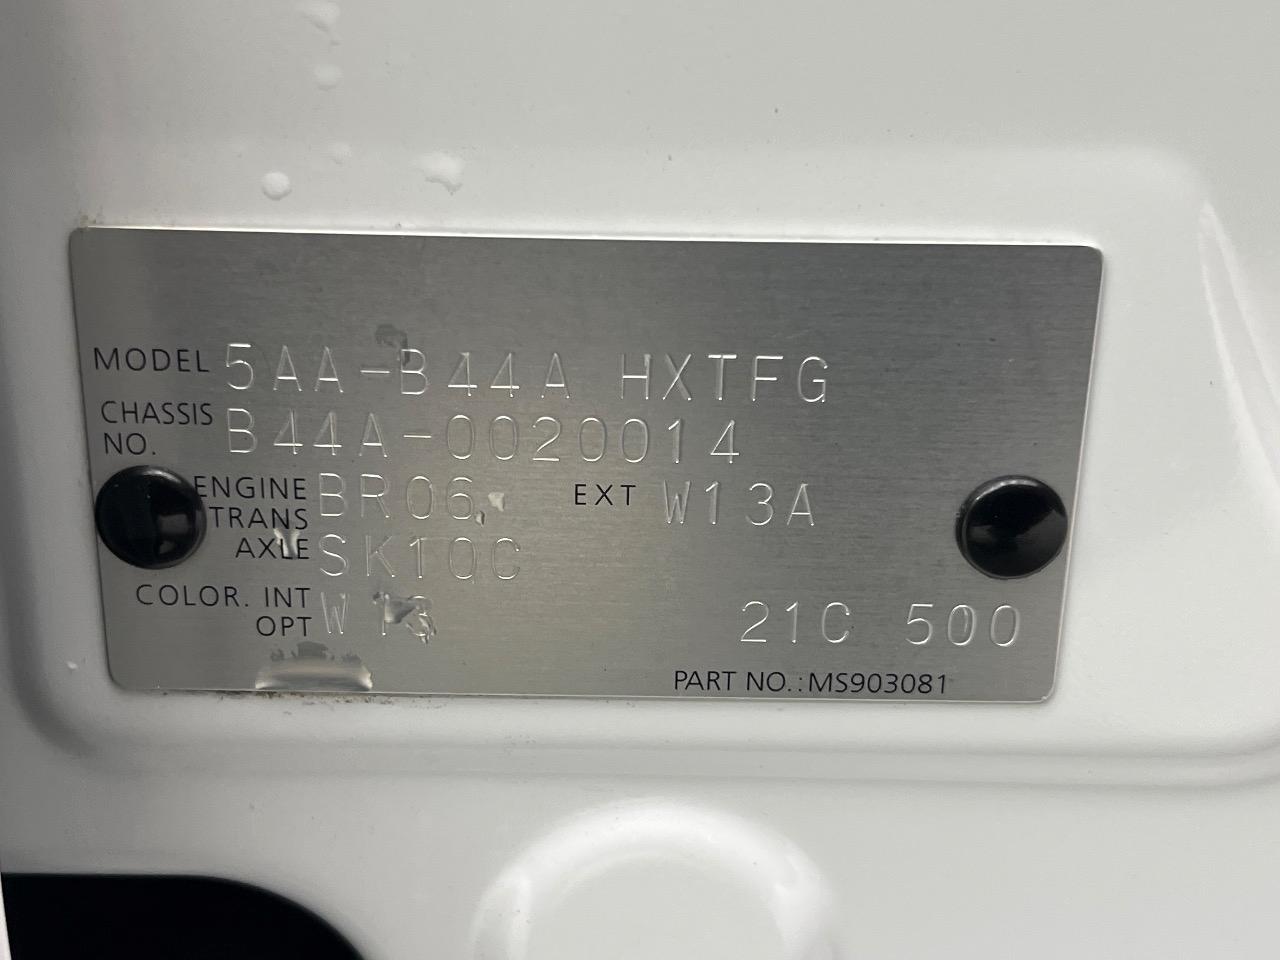 MODEL 5AA-B44A HXTFG
CHASSIS NO. B44A-0020014
ENGINE BR06 EXT W13A
TRANS AXLE SK10C
COLOR. INT OPT W13 21C 500
PART NO.:MS903081